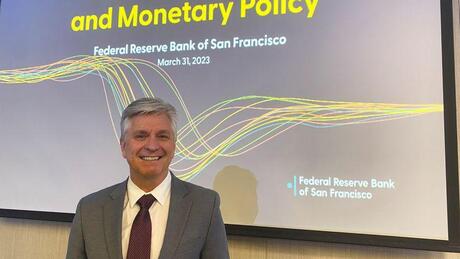 and Monetary Policy
Federal Reserve Bank of San Francisco
March 31, 2023
Federal Reserve Bank
of San Francisco